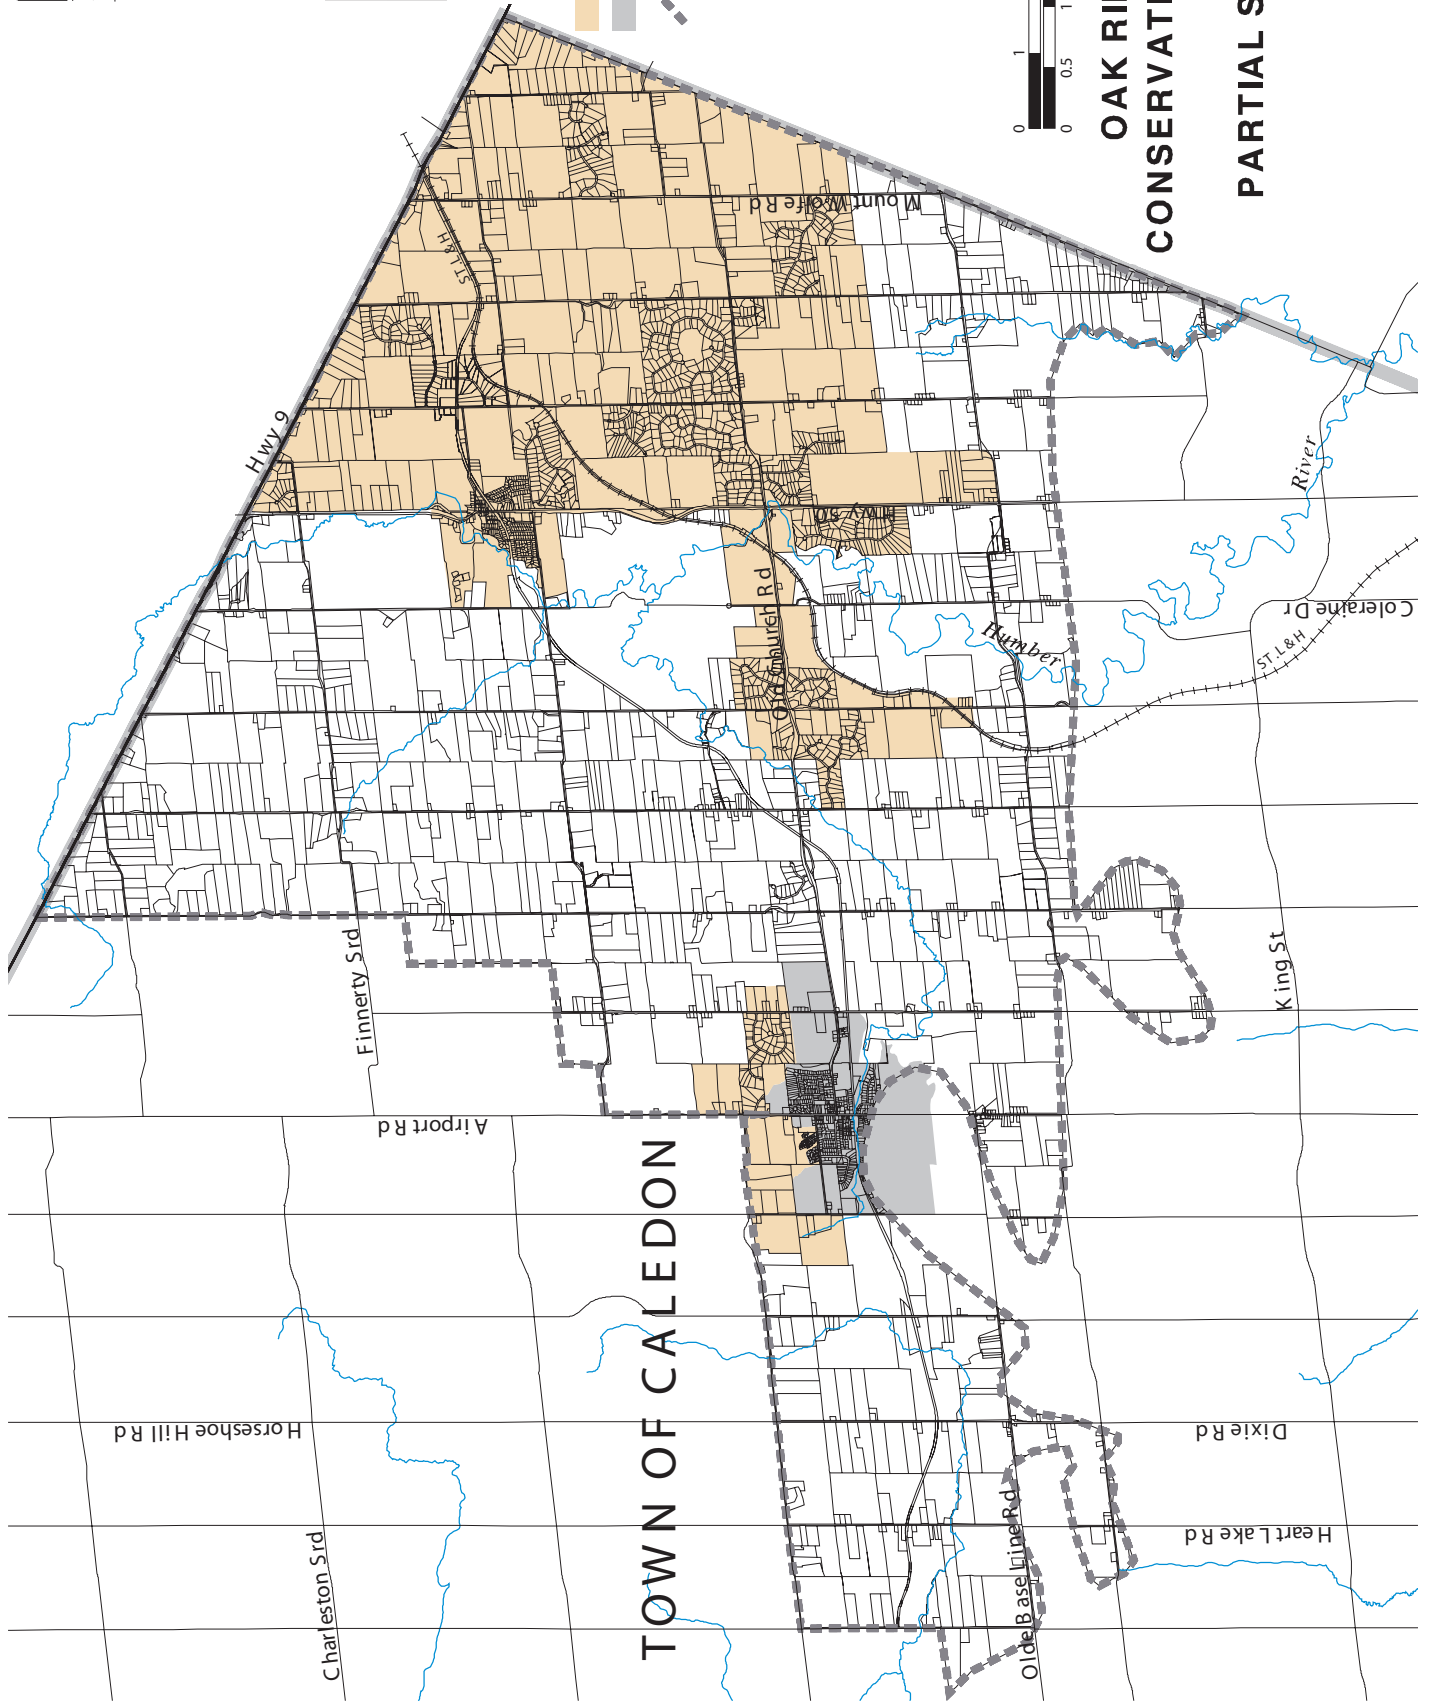 0 1
0 0.5 1
OAK RI
CONSERVAT
PARTIAL S
Hwy 9
ST.L&H
Mount Wolfe Rd
Hwy 50
River
Humber
Old Church Rd
Coleraine Dr
ST.L&H
Finnerty Srd
King St
Airport Rd
TOWN OF CALEDON
Horseshoe Hill Rd
Dixie Rd
Charleston Srd
Olde Base Line Rd
Heart Lake Rd